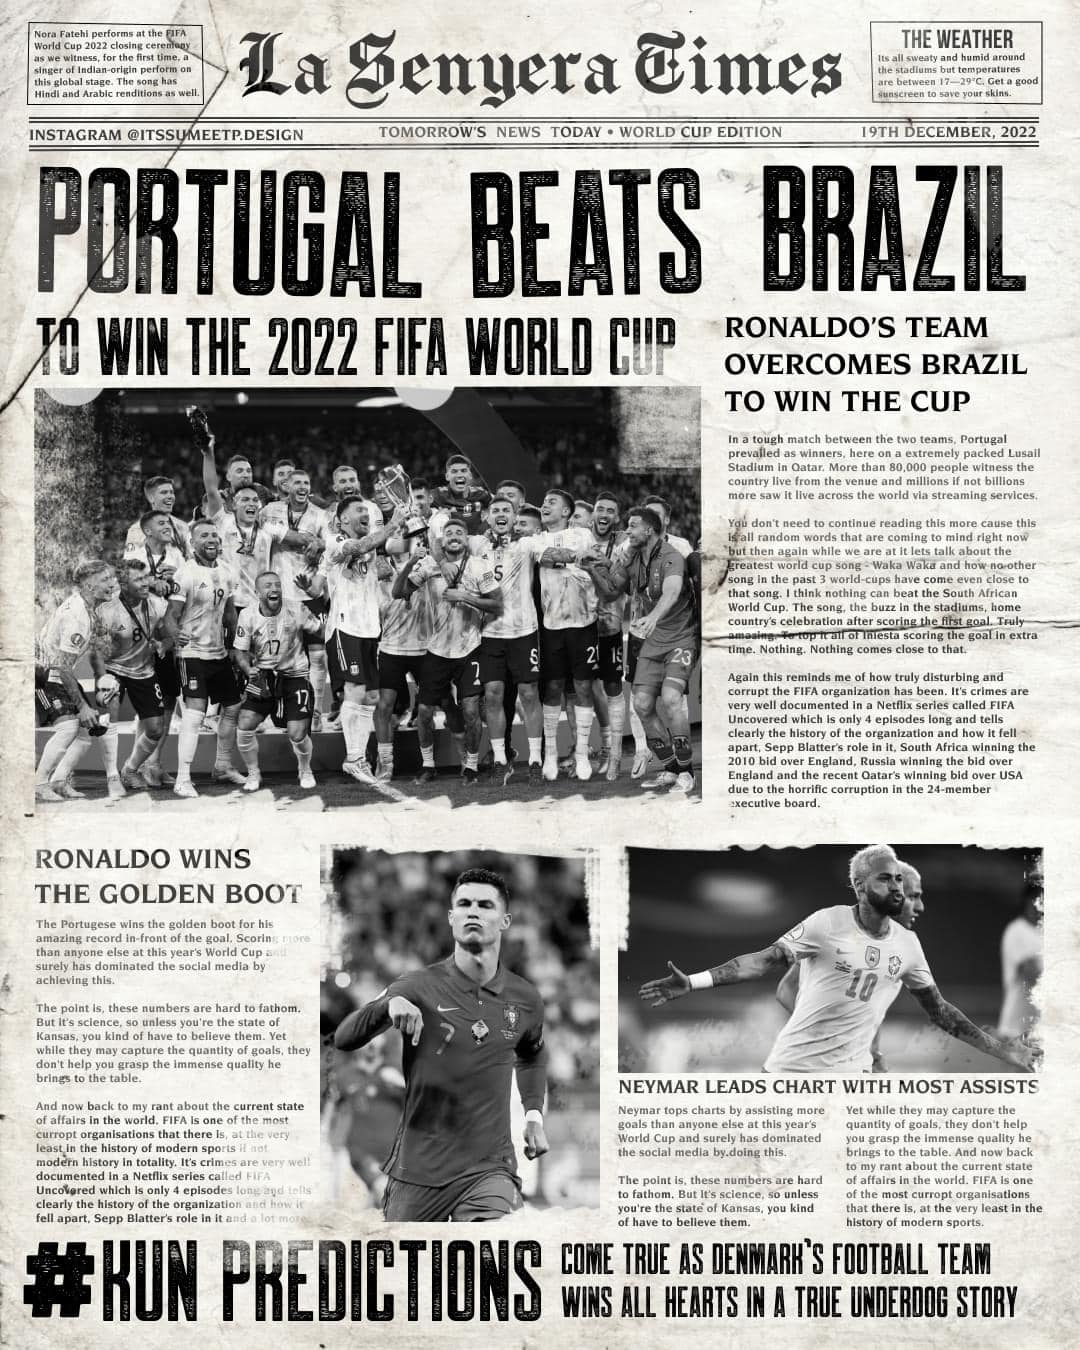 Nora Fatehi performs at the FIFA
World Cup 2022 closing ceremony
as we witness, for the first time, a
singer of Indian-origin perform on
this global stage. The song has
Hindi and Arabic renditions as well.
La Senyera Times
THE WEATHER
Its all sweaty and humid around
the stadiums but temperatures
are between 17—29°C. Get a good
sunscreen to save your skins.
INSTAGRAM @ITSSUMEETP.DESIGN
TOMORROW'S NEWS TODAY • WORLD CUP EDITION
19TH DECEMBER, 2022
PORTUGAL BEATS BRAZIL
TO WIN THE 2022 FIFA WORLD CUP
RONALDO'S TEAM
OVERCOMES BRAZIL
TO WIN THE CUP
In a tough match between the two teams, Portugal
prevailed as winners, here on a extremely packed Lusail
Stadium in Qatar. More than 80,000 people witness the
country live from the venue and millions if not billions
more saw it live across the world via streaming services.
You don't need to continue reading this more cause this
is all random words that are coming to mind right now
but then again while we are at it lets talk about the
greatest world cup song - Waka Waka and how no other
song in the past 3 world-cups have come even close to
that song. I think nothing can beat the South African
World Cup. The song, the buzz in the stadiums, home
country's celebration after scoring the first goal. Truly
amazing. To top it all of Iniesta scoring the goal in extra
time. Nothing. Nothing comes close to that.
Again this reminds me of how truly disturbing and
corrupt the FIFA organization has been. It's crimes are
very well documented in a Netflix series called FIFA
Uncovered which is only 4 episodes long and tells
clearly the history of the organization and how it fell
apart, Sepp Blatter's role in it, South Africa winning the
2010 bid over England, Russia winning the bid over
England and the recent Qatar's winning bid over USA
due to the horrific corruption in the 24-member
executive board.
19
8
8
17
17
7
5
5
21
19
23
RONALDO WINS
THE GOLDEN BOOT
The Portugese wins the golden boot for his
amazing record in-front of the goal. Scoring more
than anyone else at this year's World Cup and
surely has dominated the social media by
achieving this.
The point is, these numbers are hard to fathom.
But it's science, so unless you're the state of
Kansas, you kind of have to believe them. Yet
while they may capture the quantity of goals, they
don't help you grasp the immense quality he
brings to the table.
And now back to my rant about the current state
of affairs in the world. FIFA is one of the most
curropt organisations that there is, at the very
least in the history of modern sports if not
modern history in totality. It's crimes are very well
documented in a Netflix series called FIFA
Uncovered which is only 4 episodes long and tells
clearly the history of the organization and how it
fell apart, Sepp Blatter's role in it and a lot more.
7
10
NEYMAR LEADS CHART WITH MOST ASSISTS
Neymar tops charts by assisting more
goals than anyone else at this year's
World Cup and surely has dominated
the social media by.doing this.
The point is, these numbers are hard
to fathom. But it's science, so unless
you're the state of Kansas, you kind
of have to believe them.
Yet while they may capture the
quantity of goals, they don't help
you grasp the immense quality he
brings to the table. And now back
to my rant about the current state
of affairs in the world. FIFA is one
of the most curropt organisations
that there is, at the very least in the
history of modern sports.
#KUN PREDICTIONS
COME TRUE AS DENMARK'S FOOTBALL TEAM
WINS ALL HEARTS IN A TRUE UNDERDOG STORY